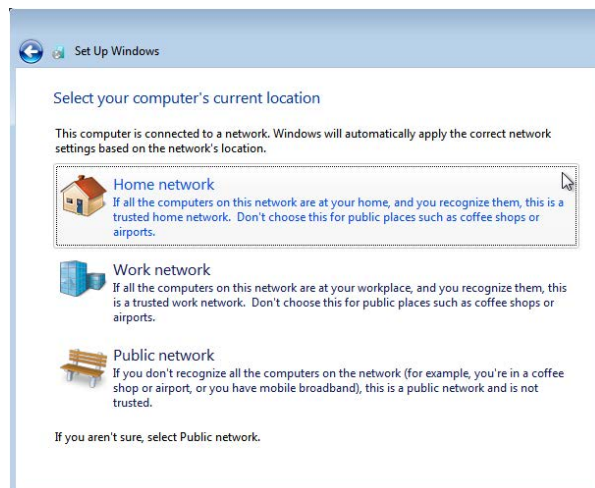 Set Up Windows
Select your computer's current location
This computer is connected to a network. Windows will automatically apply the correct network
settings based on the network's location.
Home network
If all the computers on this network are at your home, and you recognize them, this is a
trusted home network.  Don't choose this for public places such as coffee shops or
airports.
Work network
If all the computers on this network are at your workplace, and you recognize them, this
is a trusted work network.  Don't choose this for public places such as coffee shops or
airports.
Public network
If you don't recognize all the computers on the network (for example, you're in a coffee
shop or airport, or you have mobile broadband), this is a public network and is not
trusted.
If you aren't sure, select Public network.